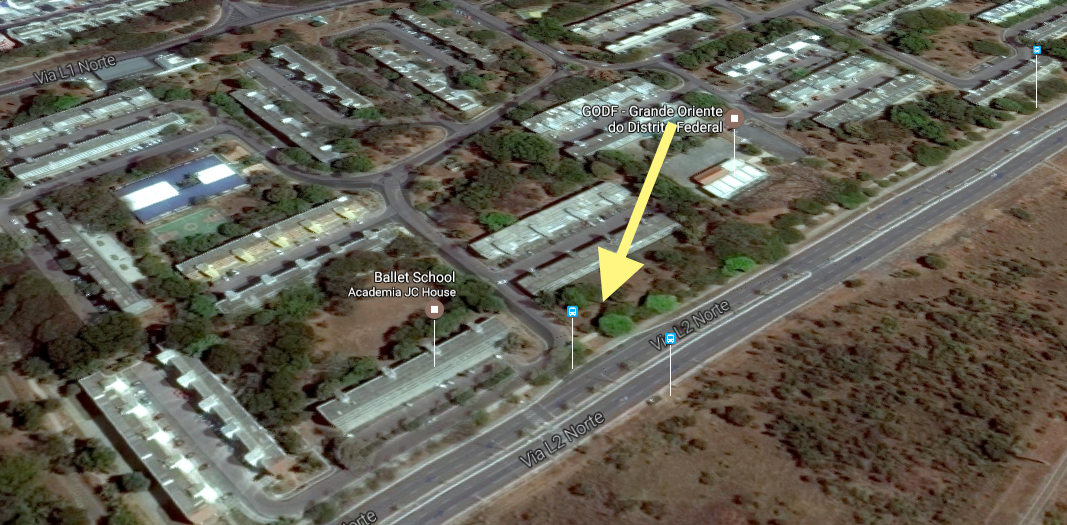 Via L1 Norte
GODF - Grande Oriente
do Distrito Federal
Ballet School
Academia JC House
Via L2 Norte
Via L2 Norte
Norte